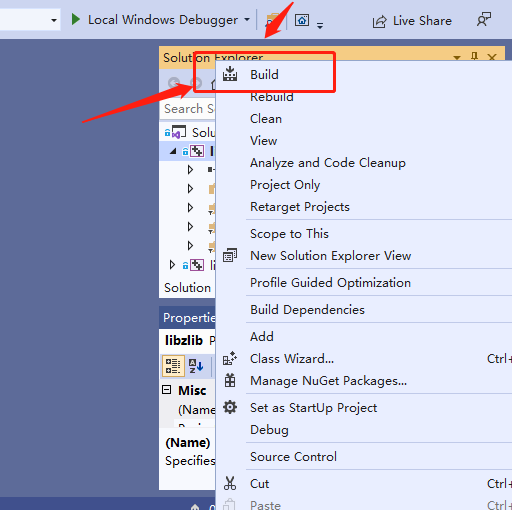 Local Windows Debugger
Live Share
Solution Explorer
Build
Search S
Rebuild
Clean
Solu
View
Analyze and Code Cleanup
Project Only
Retarget Projects
Scope to This
New Solution Explorer View
li
Profile Guided Optimization
Solution
Build Dependencies
Propertie
Add
libzlib P
Class Wizard...
Ctrl+
Manage NuGet Packages...
Misc
(Name
Set as StartUp Project
Debug
(Name)
Source Control
Specifies
Cut
Ctrl+
Paste
Ctrl+